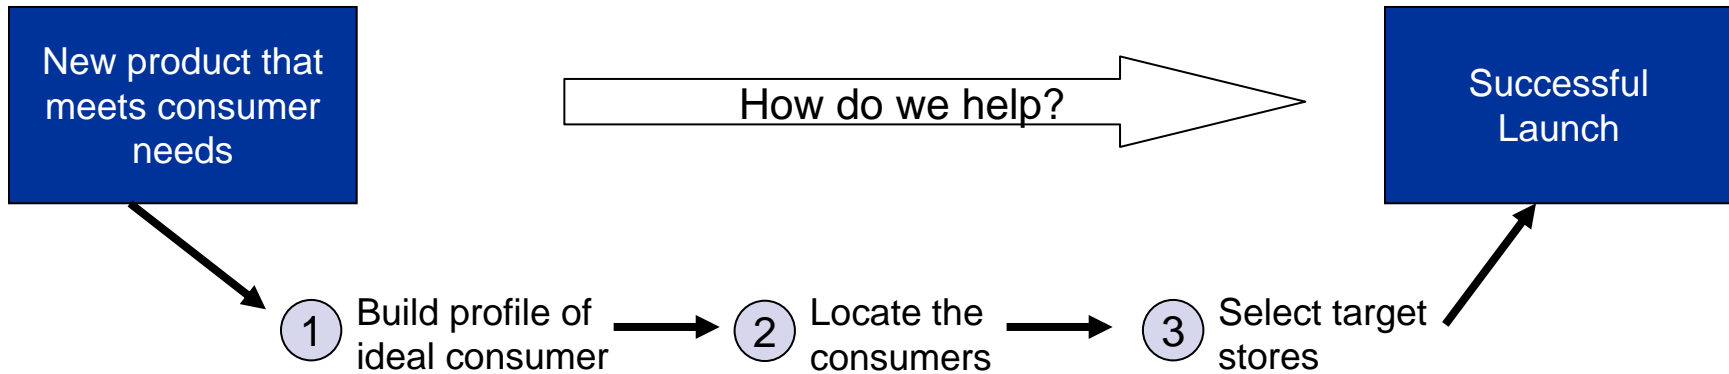 New product that
meets consumer
needs
How do we help?
Successful
Launch
1
Build profile of
ideal consumer
2
Locate the
consumers
3
Select target
stores